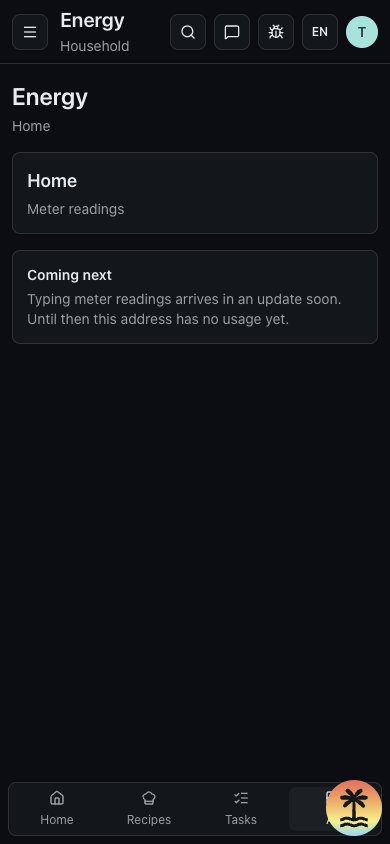 Energy
Household
EN
T
Energy
Home
Home
Meter readings
Coming next
Typing meter readings arrives in an update soon.
Until then this address has no usage yet.
Home
Recipes
Tasks